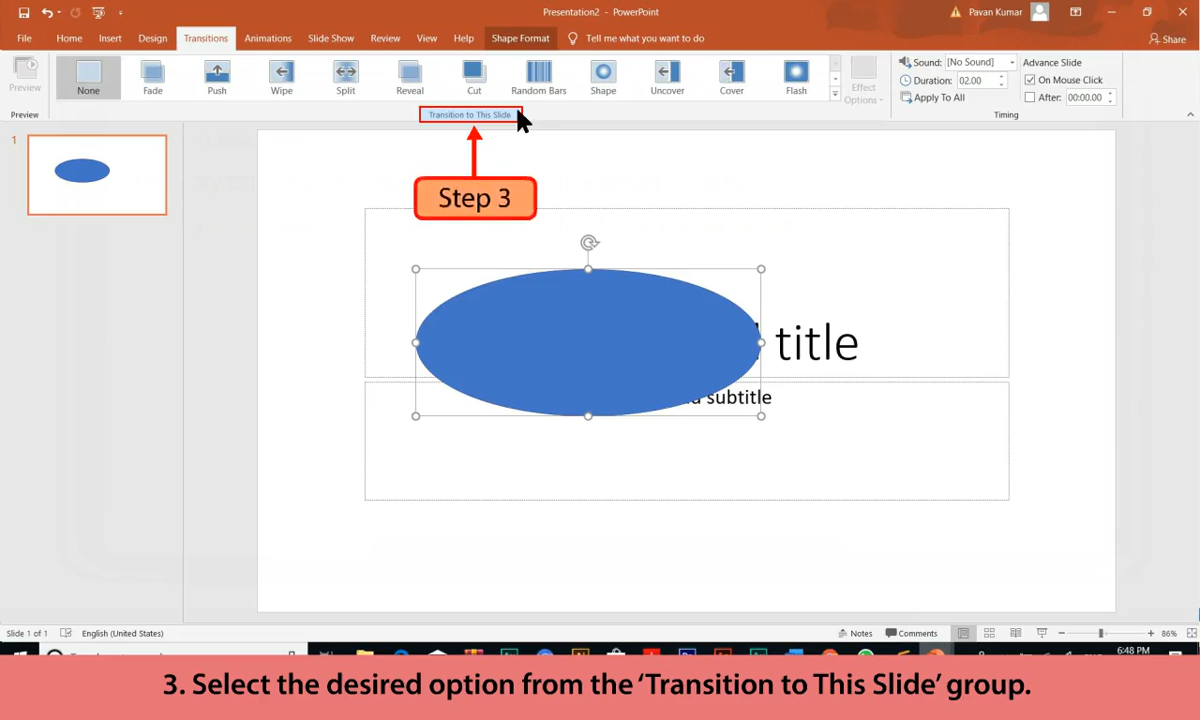 Presentation2 - PowerPoint
Pavan Kumar
File Home Insert Design Transitions Animations Slide Show Review View Help Shape Format Tell me what you want to do Share
Preview None Fade Push Wipe Split Reveal Cut Random Bars Shape Uncover Cover Flash Effect Options
Sound: [No Sound] Advance Slide
Duration: 02.00 On Mouse Click
Apply To All After: 00:00.00
Preview Transition to This Slide Timing
1
Step 3
title
subtitle
Slide 1 of 1 English (United States) Notes Comments 86%
6:48 PM
3. Select the desired option from the ‘Transition to This Slide’ group.